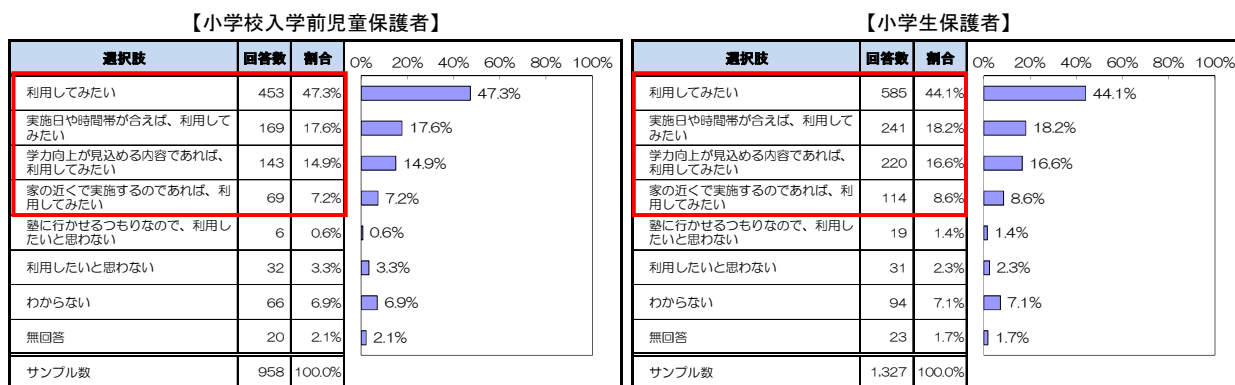 【小学校入学前児童保護者】
選択肢 回答数 割合 0% 20% 40% 60% 80% 100%
利用してみたい 453 47.3% 47.3%
実施日や時間帯が合えば、利用して
みたい 169 17.6% 17.6%
学力向上が見込める内容であれば、
利用してみたい 143 14.9% 14.9%
家の近くで実施するのであれば、利
用してみたい 69 7.2% 7.2%
塾に行かせるつもりなので、利用し
たいと思わない 6 0.6% 0.6%
利用したいと思わない 32 3.3% 3.3%
わからない 66 6.9% 6.9%
無回答 20 2.1% 2.1%
サンプル数 958 100.0%
【小学生保護者】
選択肢 回答数 割合 0% 20% 40% 60% 80% 100%
利用してみたい 585 44.1% 44.1%
実施日や時間帯が合えば、利用して
みたい 241 18.2% 18.2%
学力向上が見込める内容であれば、
利用してみたい 220 16.6% 16.6%
家の近くで実施するのであれば、利
用してみたい 114 8.6% 8.6%
塾に行かせるつもりなので、利用し
たいと思わない 19 1.4% 1.4%
利用したいと思わない 31 2.3% 2.3%
わからない 94 7.1% 7.1%
無回答 23 1.7% 1.7%
サンプル数 1,327 100.0%